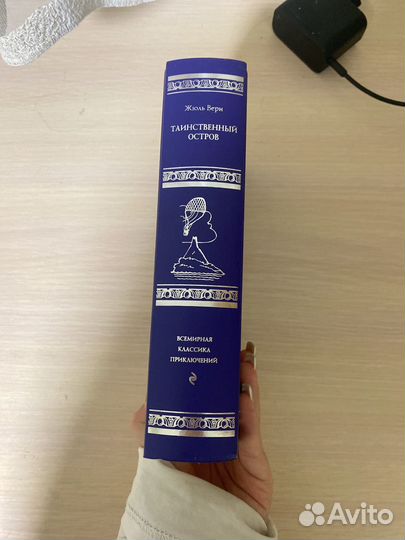 Жюль Верн
ТАИНСТВЕННЫЙ
ОСТРОВ
ВСЕМИРНАЯ
КЛАССИКА
ПРИКЛЮЧЕНИЙ
Avito